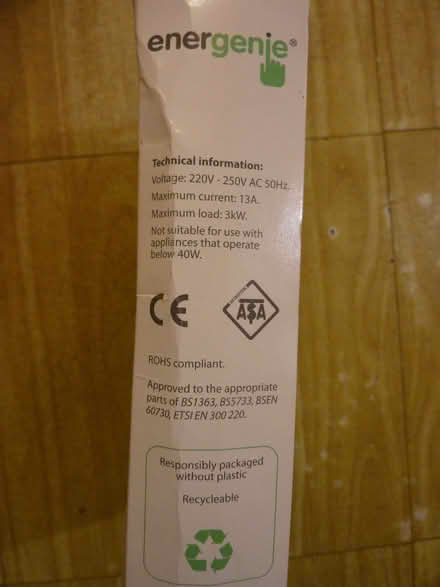 energenie®
Technical information:
Voltage: 220V - 250V AC 50Hz.
Maximum current: 13A.
Maximum load: 3kW.
Not suitable for use with
appliances that operate
below 40W.
CE
ASTA
ROHS compliant.
Approved to the appropriate
parts of BS1363, BS5733, BSEN
60730, ETSI EN 300 220.
Responsibly packaged
without plastic
Recycleable